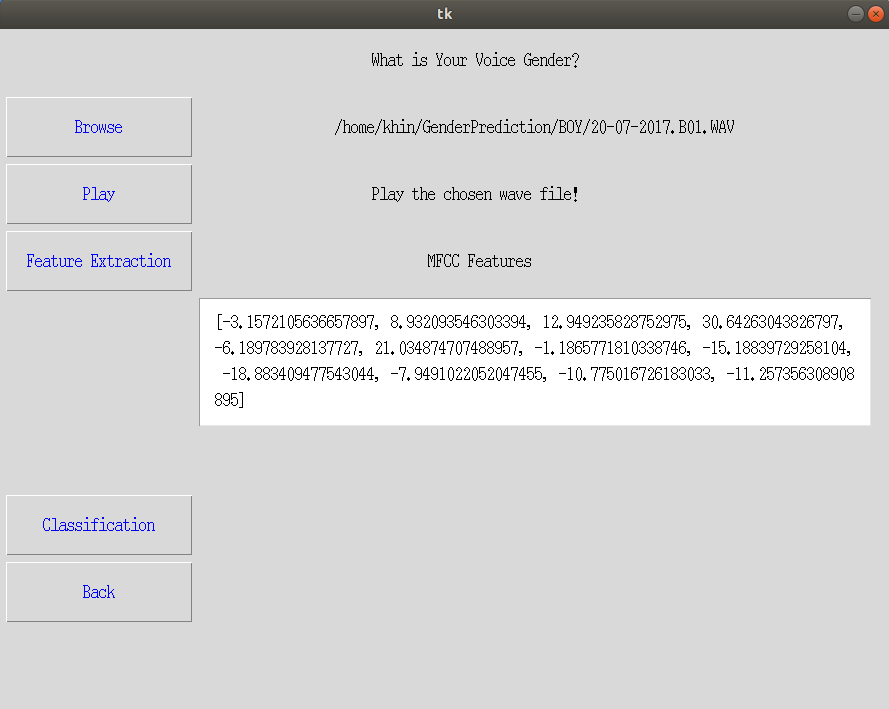 tk
What is Your Voice Gender?
Browse
/home/khin/GenderPrediction/BOY/20-07-2017.B01.WAV
Play
Play the chosen wave file!
Feature Extraction
MFCC Features
[-3.1572105636657897, 8.932093546303394, 12.949235828752975, 30.64263043826797,
-6.189783928137727, 21.034874707488957, -1.1865771810338746, -15.18839729258104,
-18.883409477543044, -7.9491022052047455, -10.775016726183033, -11.257356308908
895]
Classification
Back